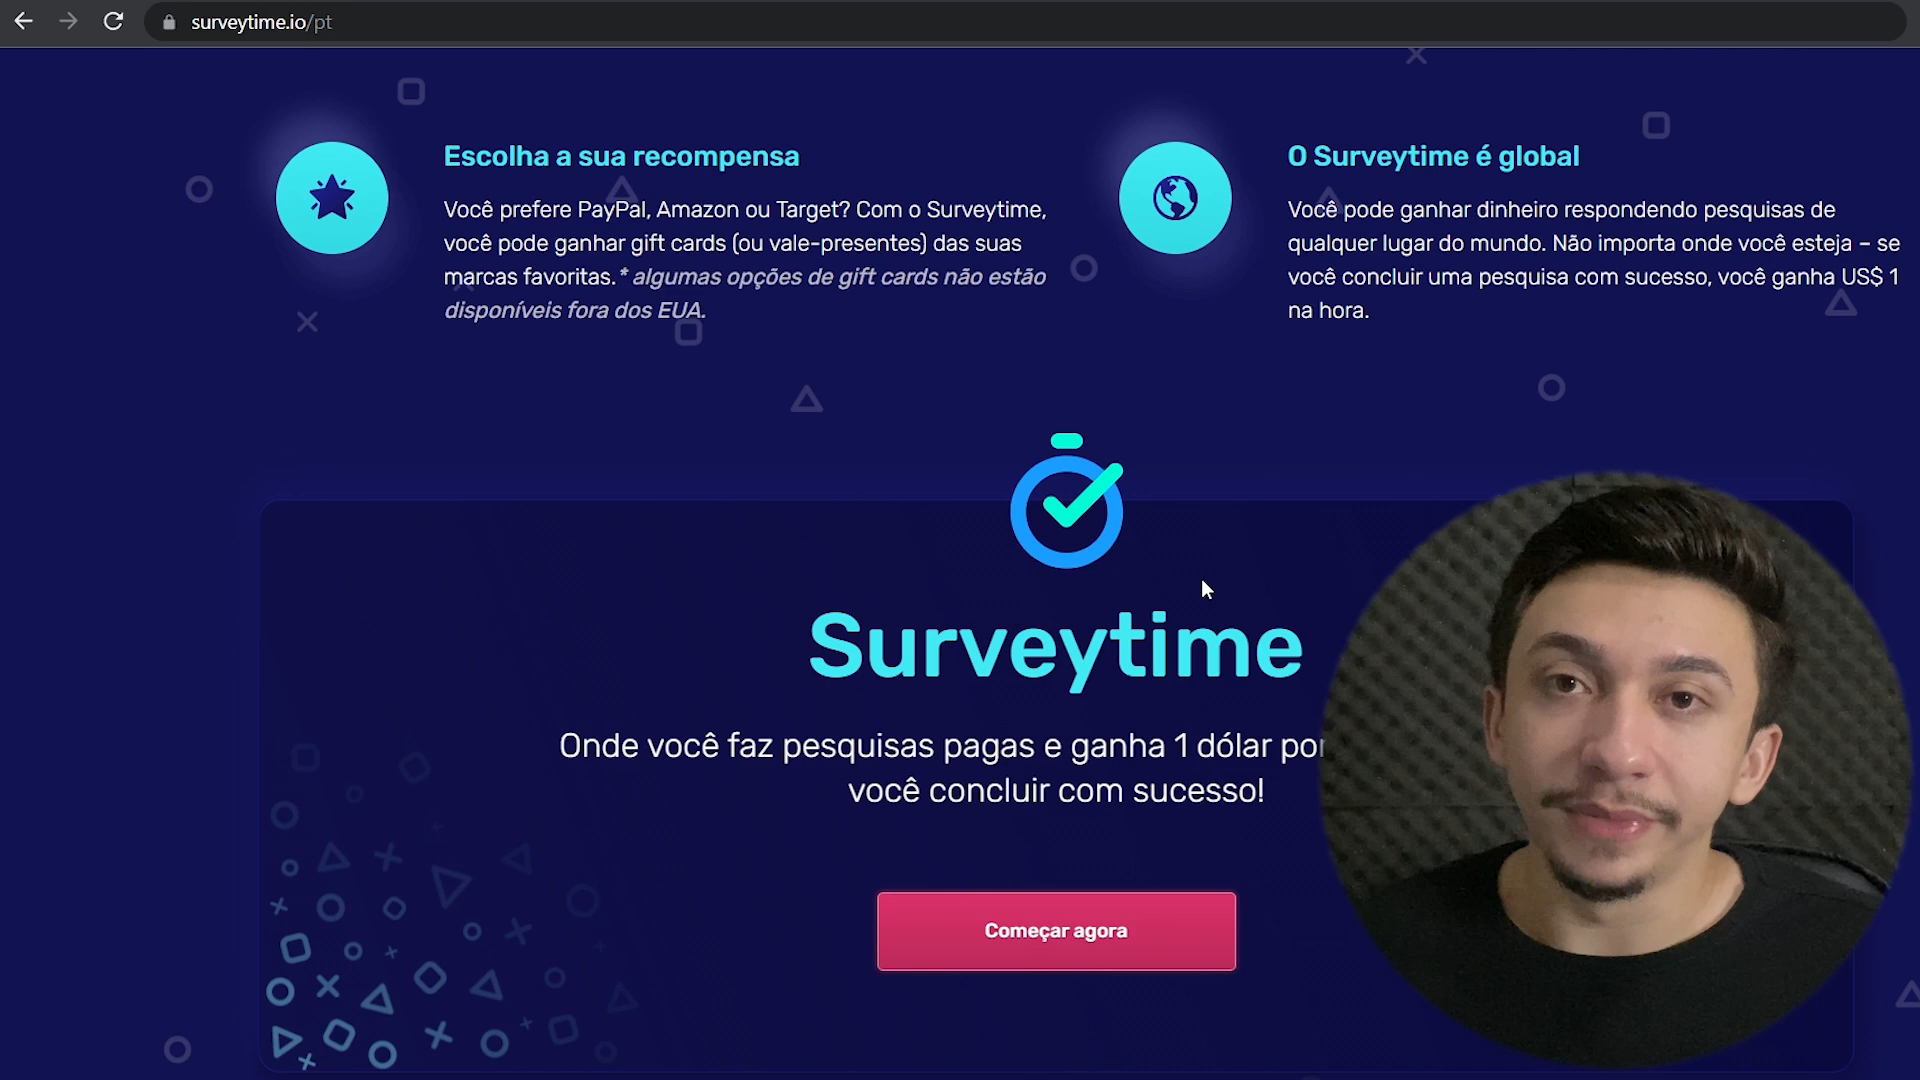 surveytime.io/pt
Escolha a sua recompensa
Você prefere PayPal, Amazon ou Target? Com o Surveytime,
você pode ganhar gift cards (ou vale-presentes) das suas
marcas favoritas.* algumas opções de gift cards não estão
disponíveis fora dos EUA.
O Surveytime é global
Você pode ganhar dinheiro respondendo pesquisas de
qualquer lugar do mundo. Não importa onde você esteja – se
você concluir uma pesquisa com sucesso, você ganha US$ 1
na hora.
Surveytime
Onde você faz pesquisas pagas e ganha 1 dólar por
você concluir com sucesso!
Começar agora